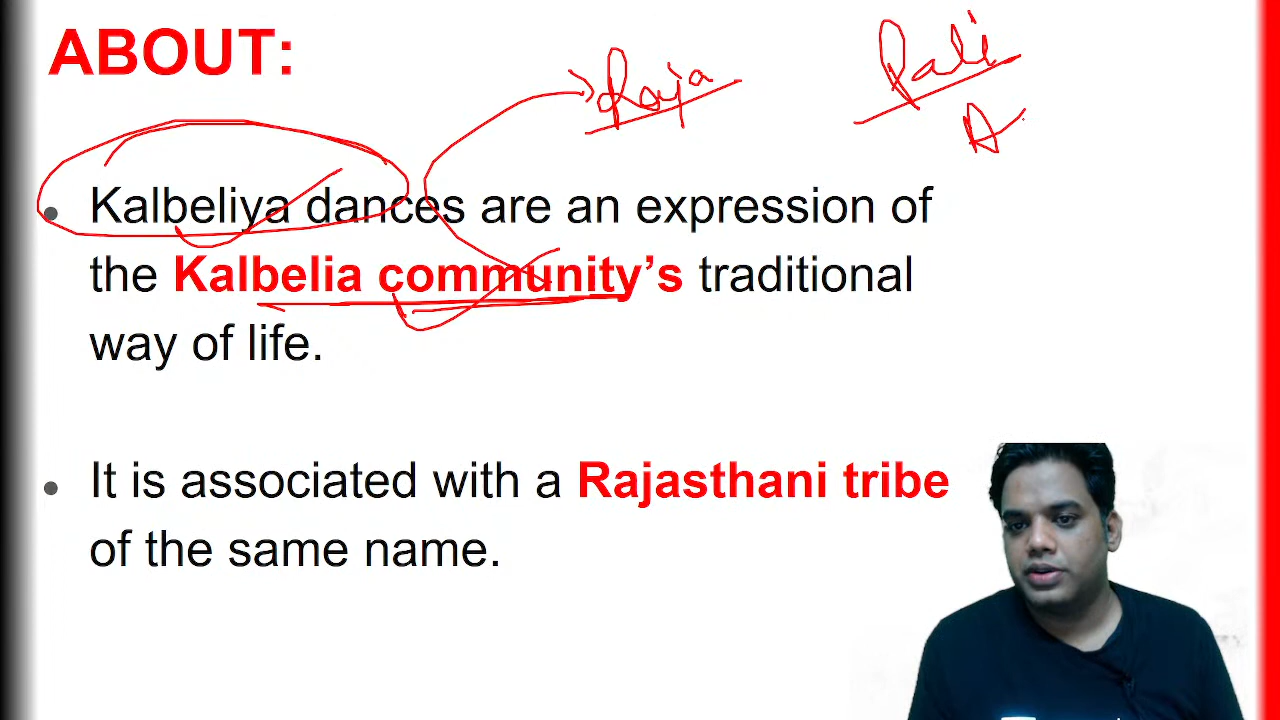 ABOUT:
Raja
Pali
A
Kalbeliya dances are an expression of
the Kalbelia community’s traditional
way of life.
It is associated with a Rajasthani tribe
of the same name.